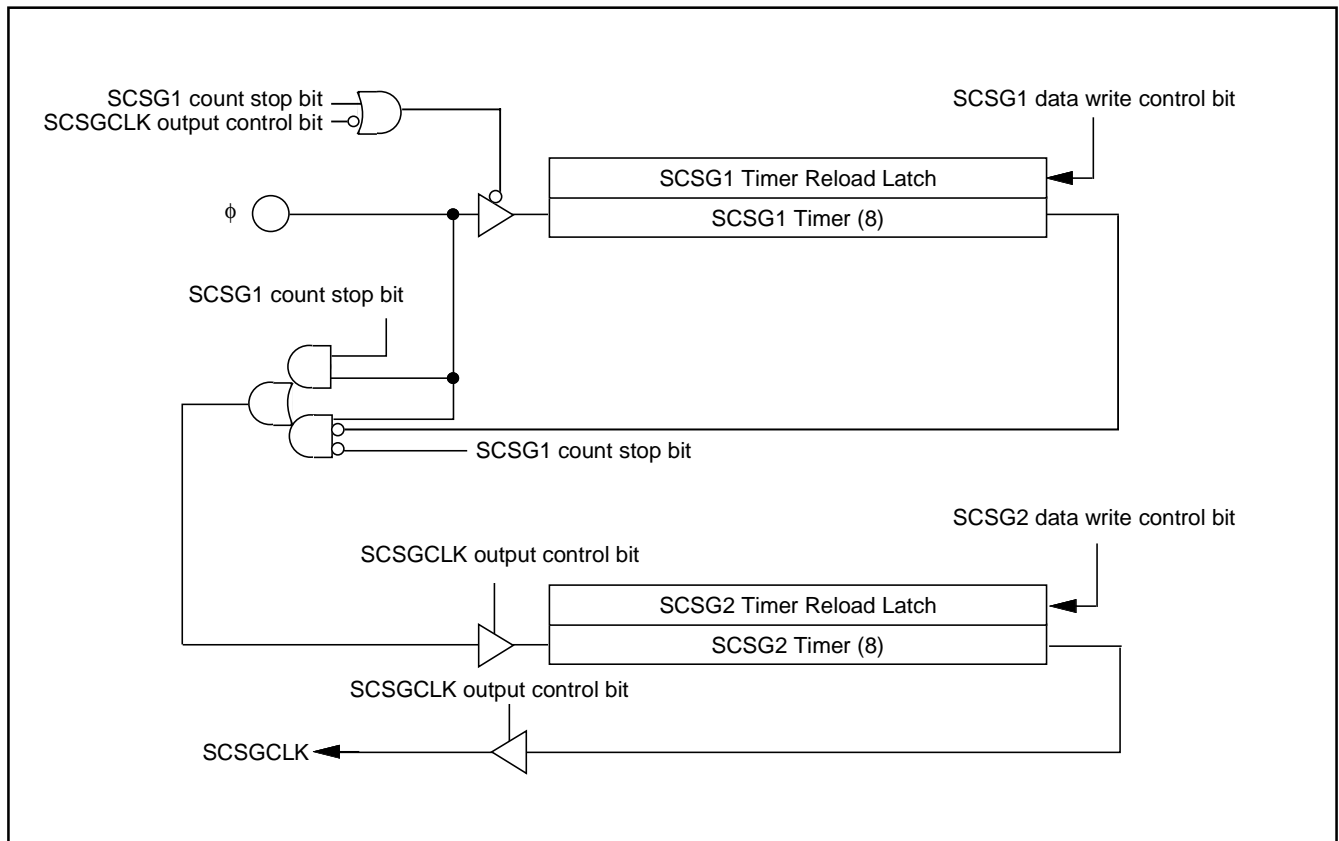 SCSG1 count stop bit
SCSGCLK output control bit
SCSG1 data write control bit
SCSG1 Timer Reload Latch
ϕ
SCSG1 Timer (8)
SCSG1 count stop bit
SCSG1 count stop bit
SCSG2 data write control bit
SCSGCLK output control bit
SCSG2 Timer Reload Latch
SCSG2 Timer (8)
SCSGCLK output control bit
SCSGCLK